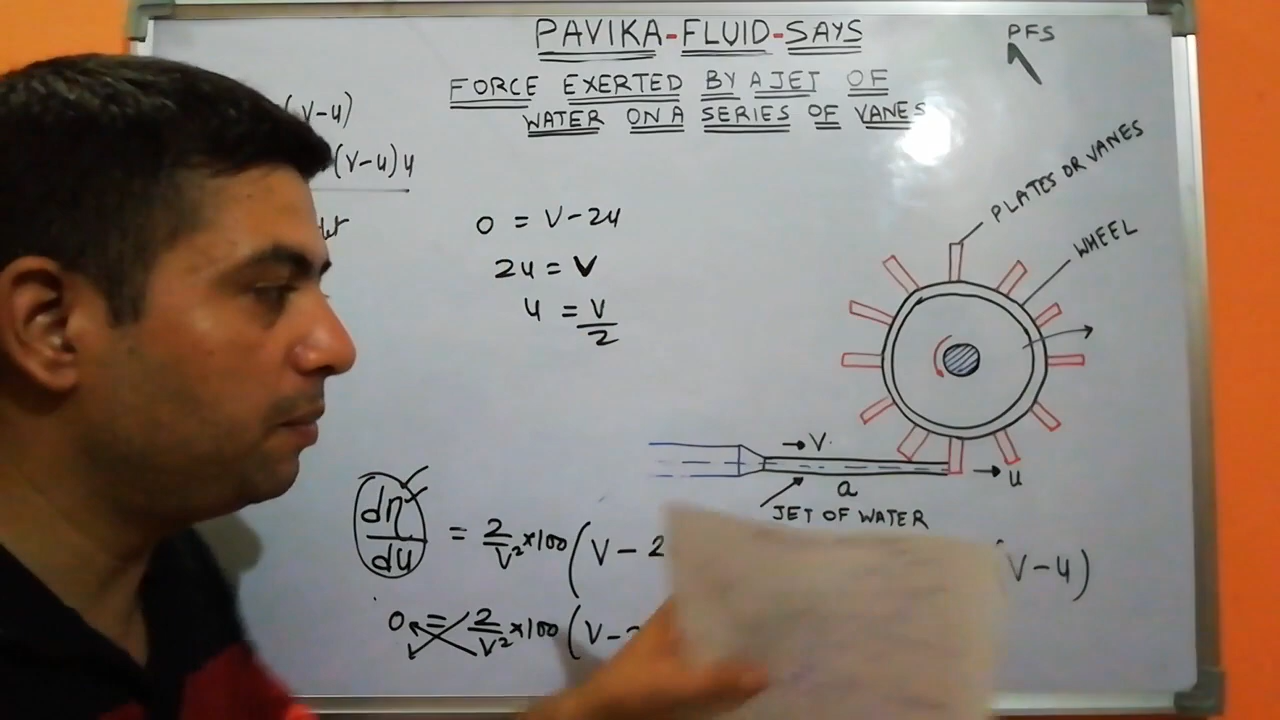 PAVIKA-FLUID-SAYS
PFS
FORCE EXERTED BY A JET OF
WATER ON A SERIES OF VANES
(V-u)
(V-u)u
0 = V-2u
2u = V
u = V/2
PLATES OR VANES
WHEEL
V
u
a
JET OF WATER
dη/du = 2/V² ×100 (V-2
0 = 2/V² ×100 (V-
(V-u)